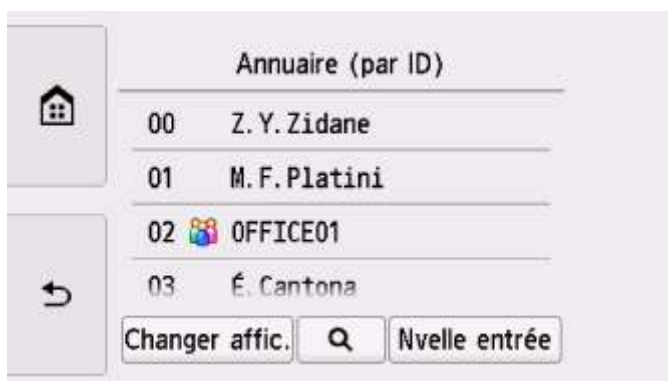 Annuaire (par ID)
00 Z.Y.Zidane
01 M.F.Platini
02 OFFICE01
03 É.Cantona
Changer affic. Nvelle entrée